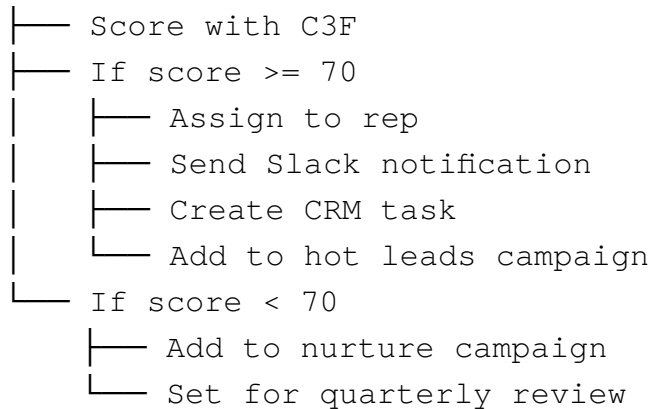 ├── Score with C3F
├── If score >= 70
│   ├── Assign to rep
│   ├── Send Slack notification
│   ├── Create CRM task
│   └── Add to hot leads campaign
└── If score < 70
    ├── Add to nurture campaign
    └── Set for quarterly review